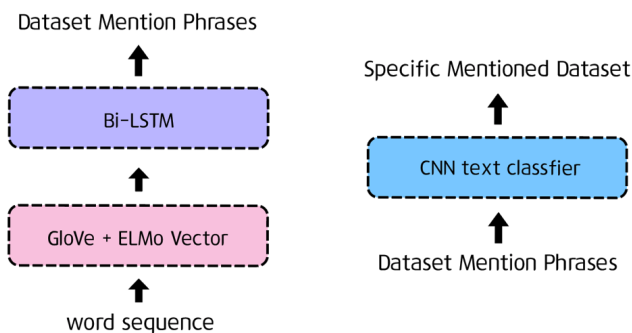 Dataset Mention Phrases
Bi-LSTM
GloVe + ELMo Vector
word sequence
Specific Mentioned Dataset
CNN text classfier
Dataset Mention Phrases